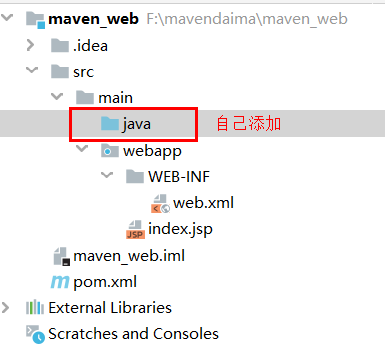 maven_web F:\mavendaima\maven_web
.idea
src
main
java 自己添加
webapp
WEB-INF
web.xml
JSP index.jsp
maven_web.iml
m pom.xml
External Libraries
Scratches and Consoles